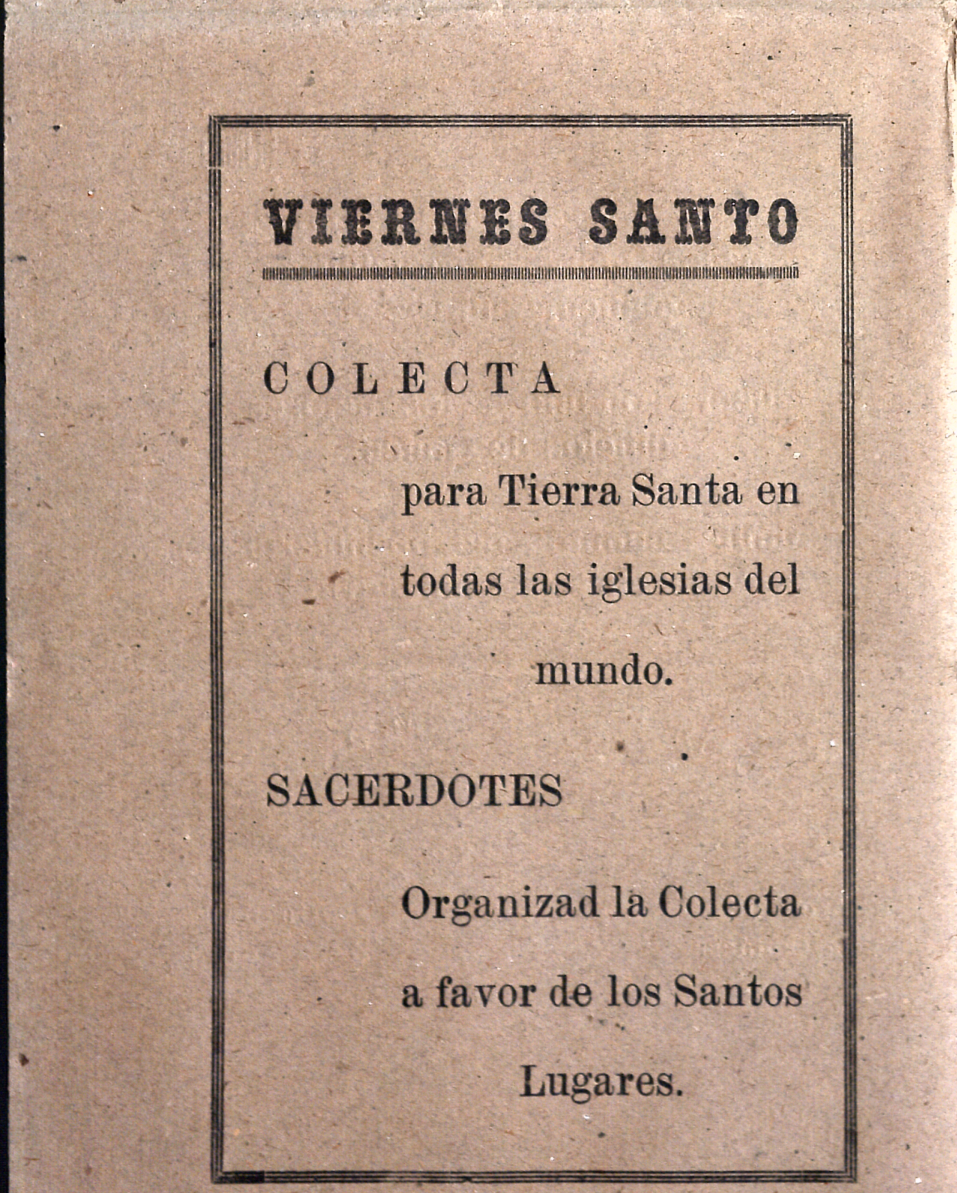 VIERNES SANTO
COLECTA
para Tierra Santa en
todas las iglesias del
mundo.
SACERDOTES
Organizad la Colecta
a favor de los Santos
Lugares.